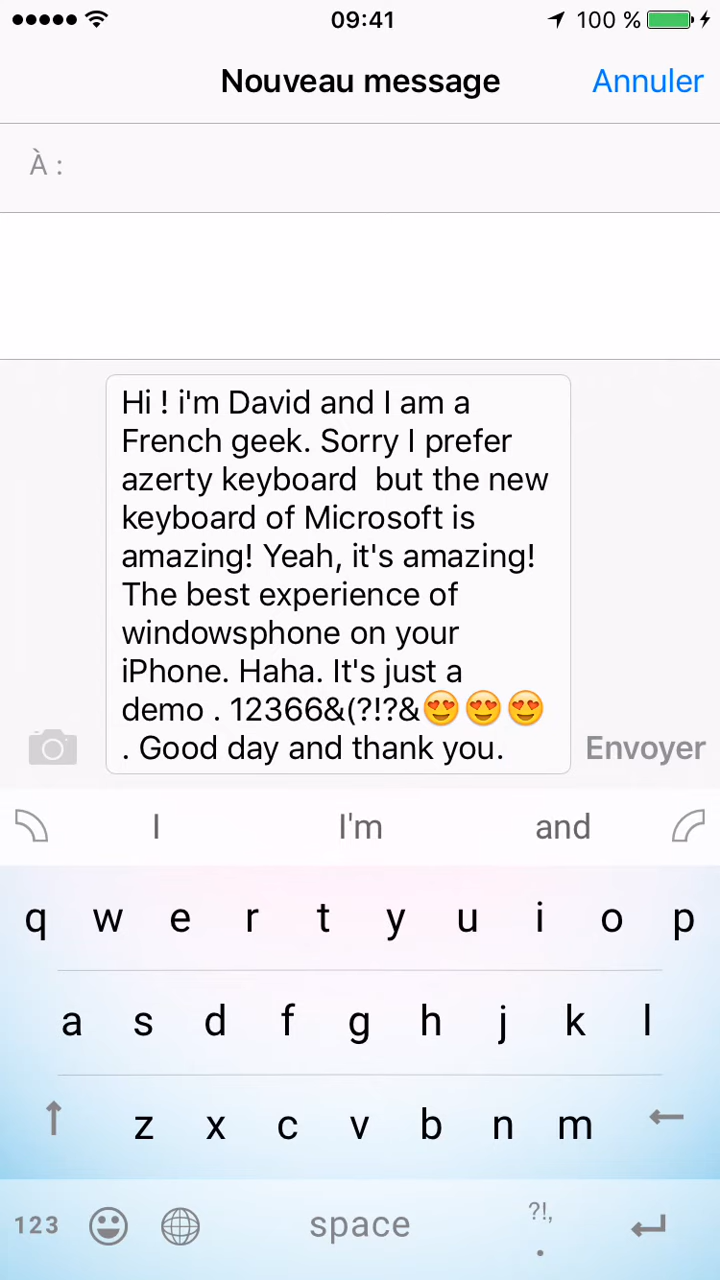 09:41 100 %
Nouveau message Annuler
À :
Hi ! i'm David and I am a
French geek. Sorry I prefer
azerty keyboard  but the new
keyboard of Microsoft is
amazing! Yeah, it's amazing!
The best experience of
windowsphone on your
iPhone. Haha. It's just a
demo . 12366&(?!?&😍😍😍
. Good day and thank you.
Envoyer
I I'm and
q w e r t y u i o p
a s d f g h j k l
z x c v b n m
123 space ?!, .